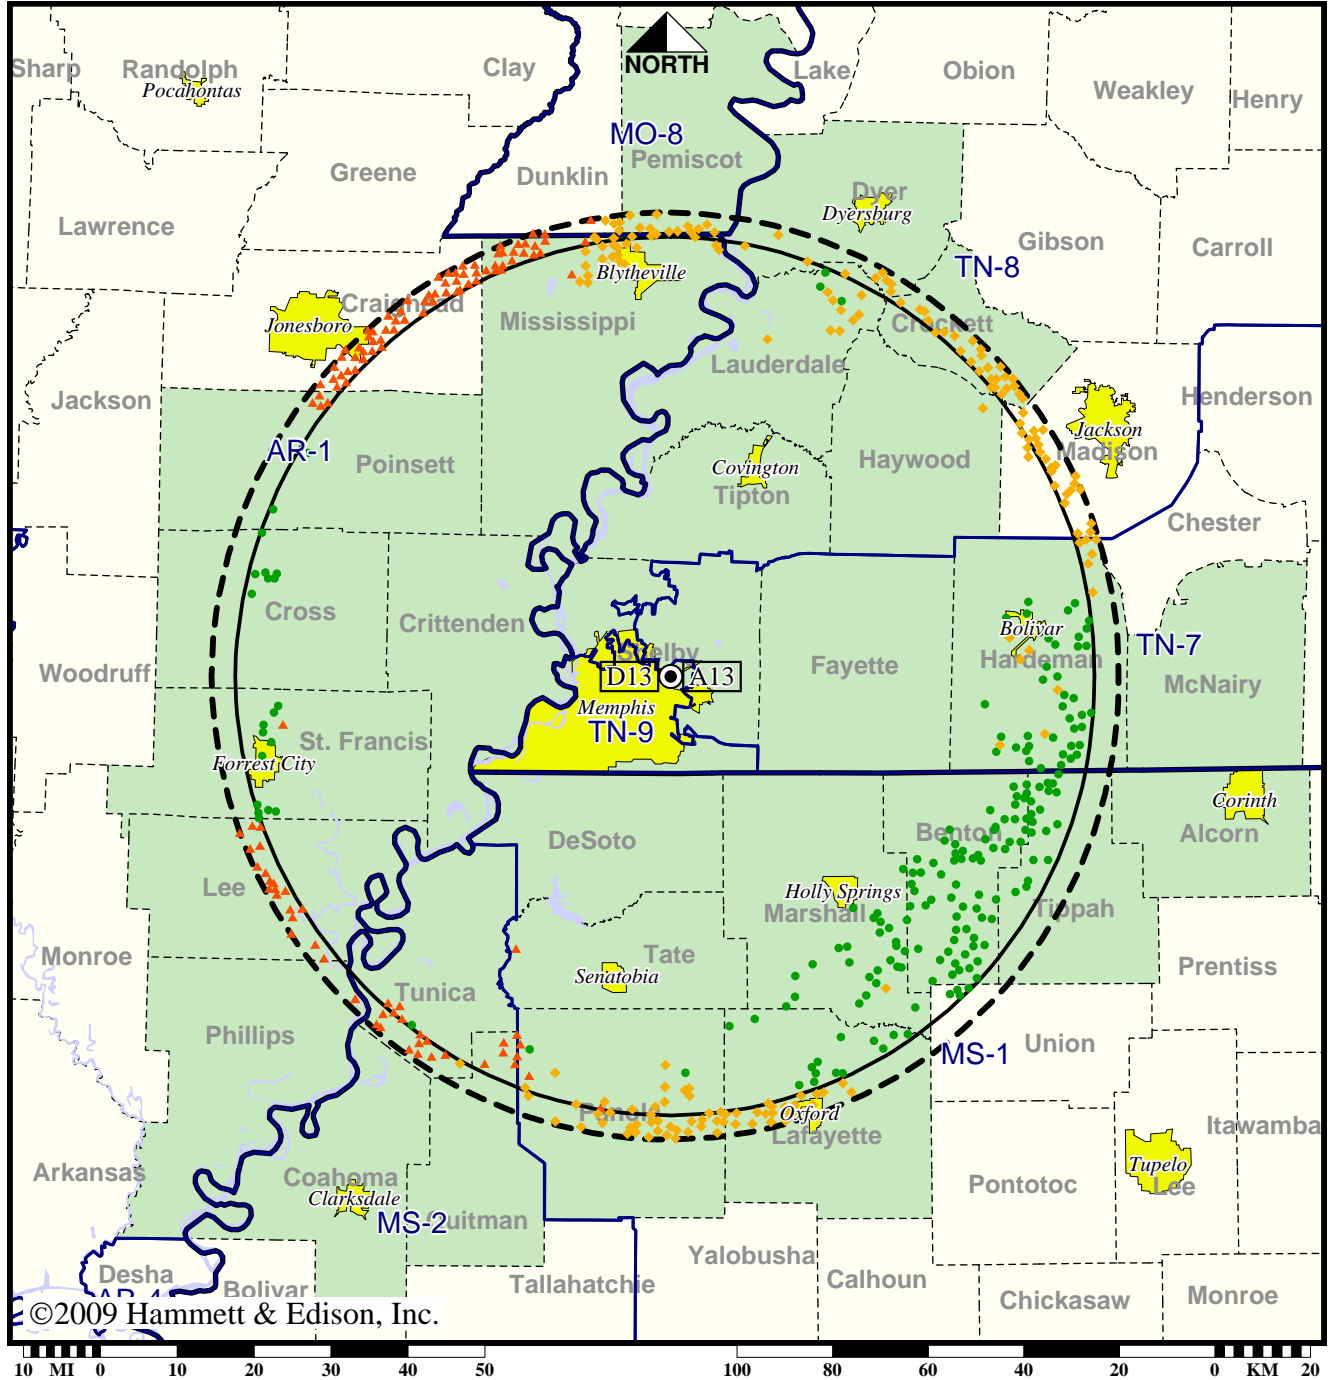 Sharp
Randolph
Pocahontas
Clay
NORTH
Lake
Obion
Weakley
Henry
MO-8
Pemiscot
Greene
Dunklin
Dyer
Dyersburg
Lawrence
Gibson
Carroll
TN-8
Blytheville
Craighead
Jonesboro
Mississippi
Crockett
Lauderdale
Jackson
Henderson
Jackson
Madison
AR-1
Poinsett
Covington
Tipton
Haywood
Chester
Cross
Crittenden
Bolivar
Hardeman
TN-7
Shelby
Fayette
Woodruff
D13
A13
McNairy
Memphis
TN-9
St. Francis
Forrest City
Corinth
Alcorn
DeSoto
Benton
Lee
Holly Springs
Marshall
Tippah
Monroe
Tate
Senatobia
Prentiss
Tunica
Phillips
Union
MS-1
Panola
Oxford
Lafayette
Itawamba
Arkansas
Coahoma
Clarksdale
Tupelo
Lee
Pontotoc
MS-2
Quitman
Yalobusha
Desha
Bolivar
Tallahatchie
Calhoun
AR-4
Chickasaw
Monroe
©2009 Hammett & Edison, Inc.
10 MI 0 10 20 30 40 50 100 80 60 40 20 0 KM 20